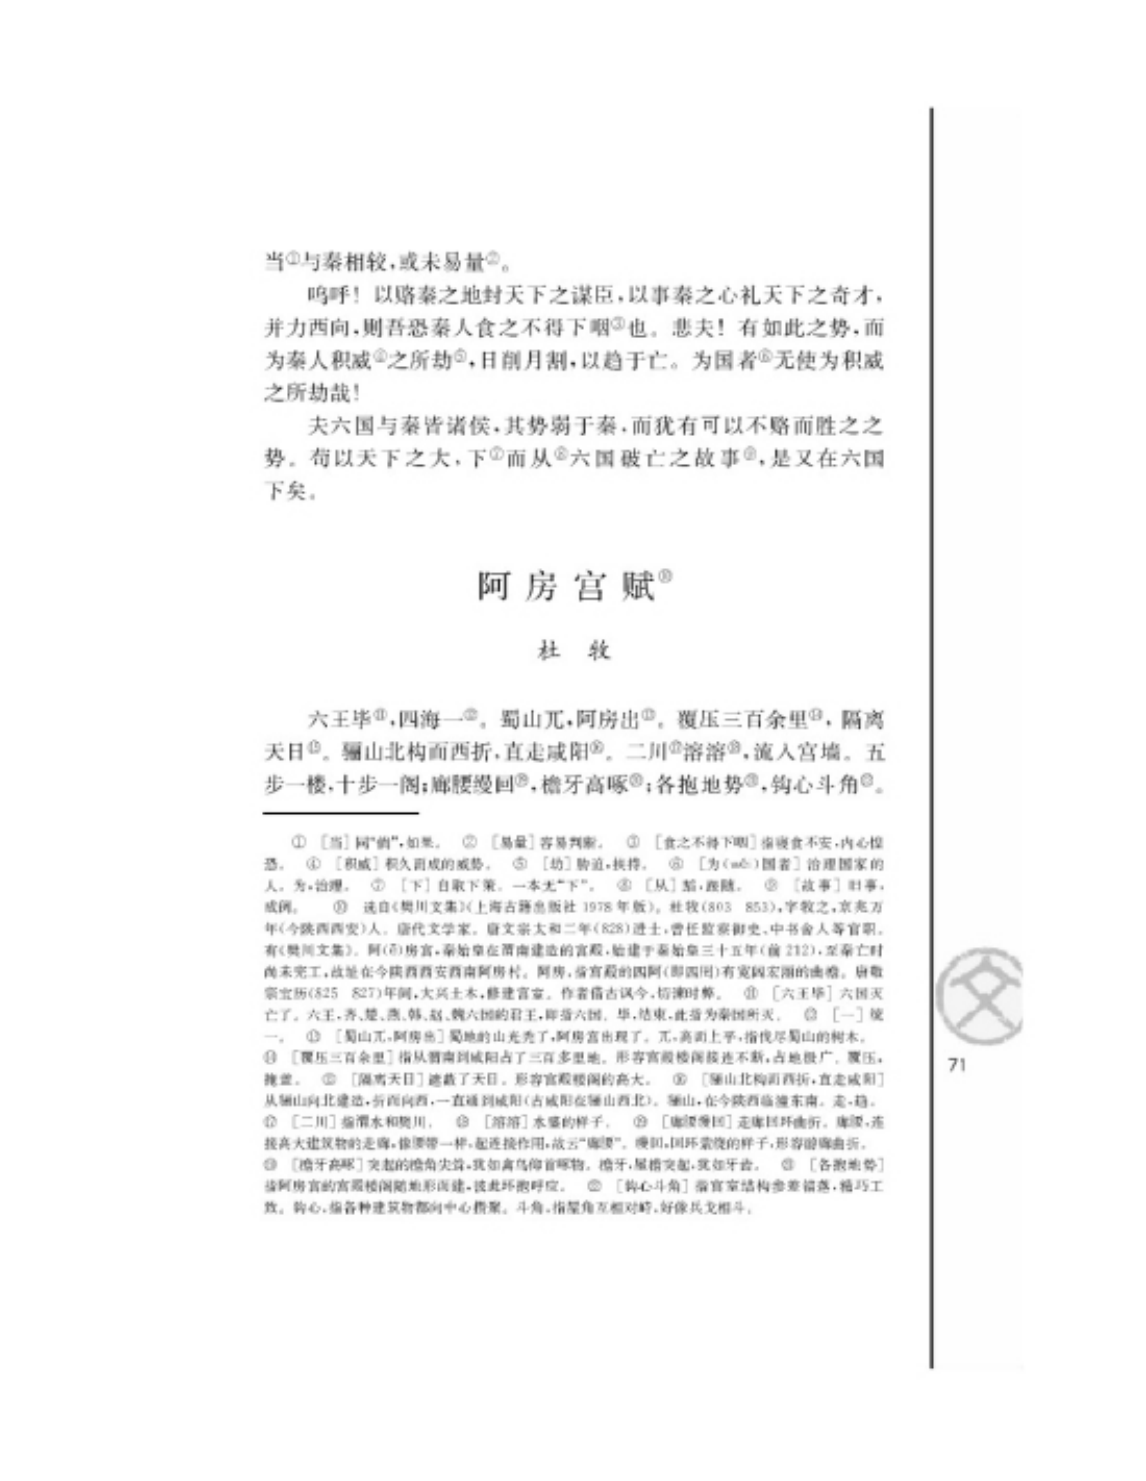 当①与秦相较,或未易量②。
呜呼！以赂秦之地封天下之谋臣,以事秦之心礼天下之奇才,
并力西向,则吾恐秦人食之不得下咽③也。悲夫！有如此之势,而
为秦人积威④之所劫⑤,日削月割,以趋于亡。为国者⑥无使为积威
之所劫哉！
夫六国与秦皆诸侯,其势弱于秦,而犹有可以不赂而胜之之
势。苟以天下之大,下⑦而从⑧六国破亡之故事⑨,是又在六国
下矣。
阿房宫赋⑩
杜 牧
六王毕⑪,四海一⑫。蜀山兀,阿房出⑬。覆压三百余里⑭,隔离
天日⑮。骊山北构而西折,直走咸阳⑯。二川⑰溶溶⑱,流入宫墙。五
步一楼,十步一阁;廊腰缦回⑲,檐牙高啄⑳;各抱地势㉑,钩心斗角㉒。
① [当]同“倘”,如果。 ② [易量]容易判断。 ③ [食之不得下咽]指寝食不安,内心惶
恐。 ④ [积威]积久而成的威势。 ⑤ [劫]胁迫,挟持。 ⑥ [为(wéi)国者]治理国家的
人。为,治理。 ⑦ [下]自取下策。一本无“下”。 ⑧ [从]跟随。 ⑨ [故事]旧事,
成例。 ⑩ 选自《樊川文集》(上海古籍出版社 1978 年版)。杜牧(803 853),字牧之,京兆万
年(今陕西西安)人。唐代文学家。唐文宗太和二年(828)进士,曾任监察御史、中书舍人等官职。
有《樊川文集》。阿(ē)房宫,秦始皇在渭南建造的宫殿,始建于秦始皇三十五年(前 212),至秦亡时
尚未完工,故址在今陕西西安西南阿房村。阿房,指宫殿的四阿(即四周)有宽阔宏丽的曲檐。唐敬
宗宝历(825 827)年间,大兴土木,修建宫室。作者借古讽今,切谏时弊。 ⑪ [六王毕]六国灭
亡了。六王,齐、楚、燕、韩、赵、魏六国的君王,即指六国。毕,结束,此指为秦国所灭。 ⑫ [一]统
一。 ⑬ [蜀山兀,阿房出]蜀地的山光秃了,阿房宫出现了。兀,高而上平,指伐尽蜀山的树木。
⑭ [覆压三百余里]指从渭南到咸阳占了三百多里地。形容宫殿楼阁接连不断,占地极广。覆压,
掩盖。 ⑮ [隔离天日]遮蔽了天日。形容宫殿楼阁的高大。 ⑯ [骊山北构而西折,直走咸阳]
从骊山向北建造,折而向西,一直通到咸阳(古咸阳在骊山西北)。骊山,在今陕西临潼东南。走,趋。
⑰ [二川]指渭水和樊川。 ⑱ [溶溶]水盛的样子。 ⑲ [廊腰缦回]走廊回环曲折。廊腰,连
接高大建筑物的走廊,像腰带一样,起连接作用,故云“廊腰”。缦回,回环萦绕的样子,形容游廊曲折。
⑳ [檐牙高啄]突起的檐角尖耸,犹如禽鸟仰首啄物。檐牙,屋檐突起,犹如牙齿。 ㉑ [各抱地势]
指阿房宫的宫殿楼阁随地形而建,彼此环抱呼应。 ㉒ [钩心斗角]指宫室结构参差错落,精巧工
致。钩心,指各种建筑物都向中心攒聚。斗角,指屋角互相对峙,好像兵戈相斗。
文
71